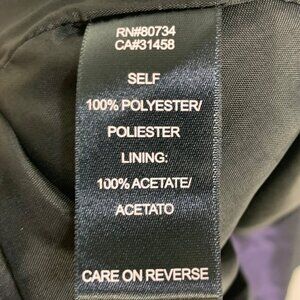 RN#80734
CA#31458
SELF
100% POLYESTER/
POLIESTER
LINING:
100% ACETATE/
ACETATO
CARE ON REVERSE